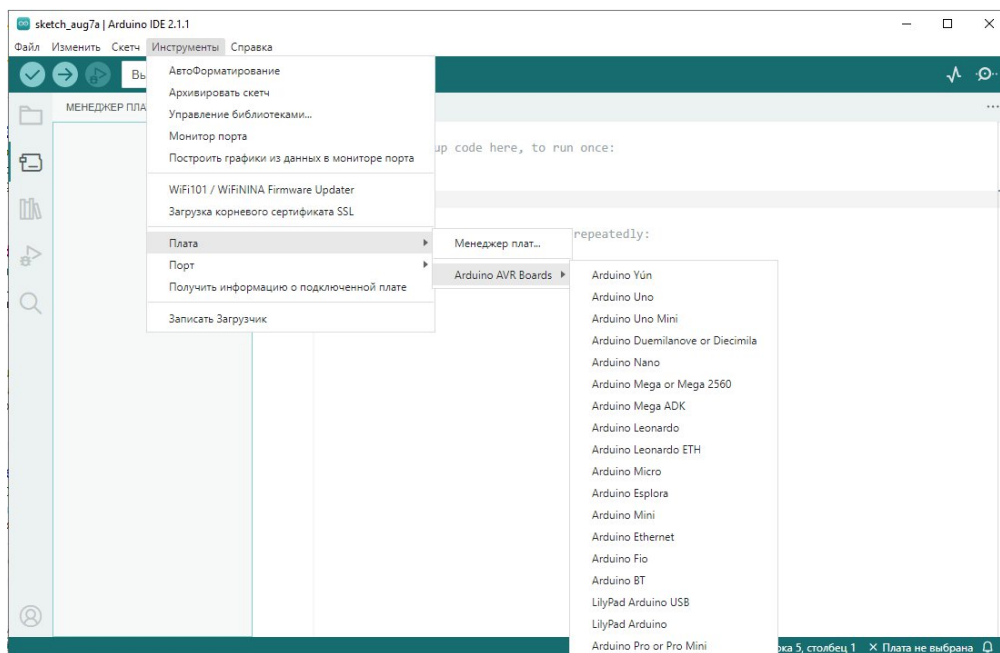 sketch_aug7a | Arduino IDE 2.1.1
Файл Изменить Скетч Инструменты Справка
МЕНЕДЖЕР
АвтоФорматирование
Архивировать скетч
Управление библиотеками...
Монитор порта
Построить графики из данных в мониторе порта
WiFi101 / WiFiNINA Firmware Updater
Загрузка корневого сертификата SSL
Плата
Порт
Получить информацию о подключенной плате
Записать Загрузчик
Менеджер плат...
Arduino AVR Boards
up code here, to run once:
repeatedly:
Arduino Yún
Arduino Uno
Arduino Uno Mini
Arduino Duemilanove or Diecimila
Arduino Nano
Arduino Mega or Mega 2560
Arduino Mega ADK
Arduino Leonardo
Arduino Leonardo ETH
Arduino Micro
Arduino Esplora
Arduino Mini
Arduino Ethernet
Arduino Fio
Arduino BT
LilyPad Arduino USB
LilyPad Arduino
Arduino Pro or Pro Mini
5, столбец 1 Плата не выбрана